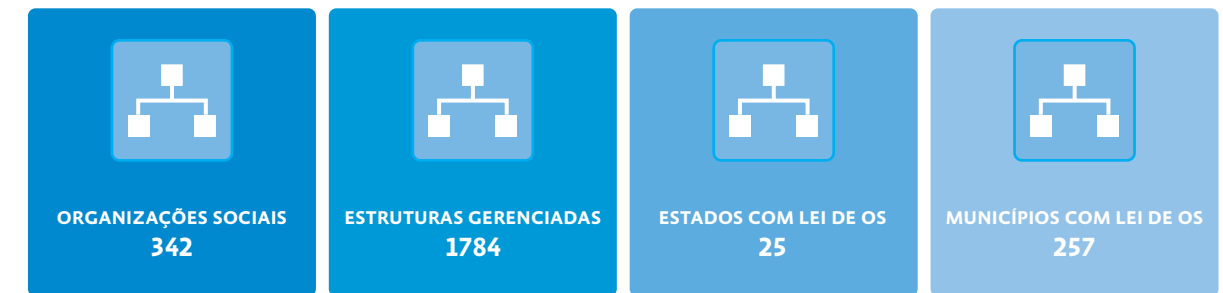 ORGANIZAÇÕES SOCIAIS
342
ESTRUTURAS GERENCIADAS
1784
ESTADOS COM LEI DE OS
25
MUNICÍPIOS COM LEI DE OS
257